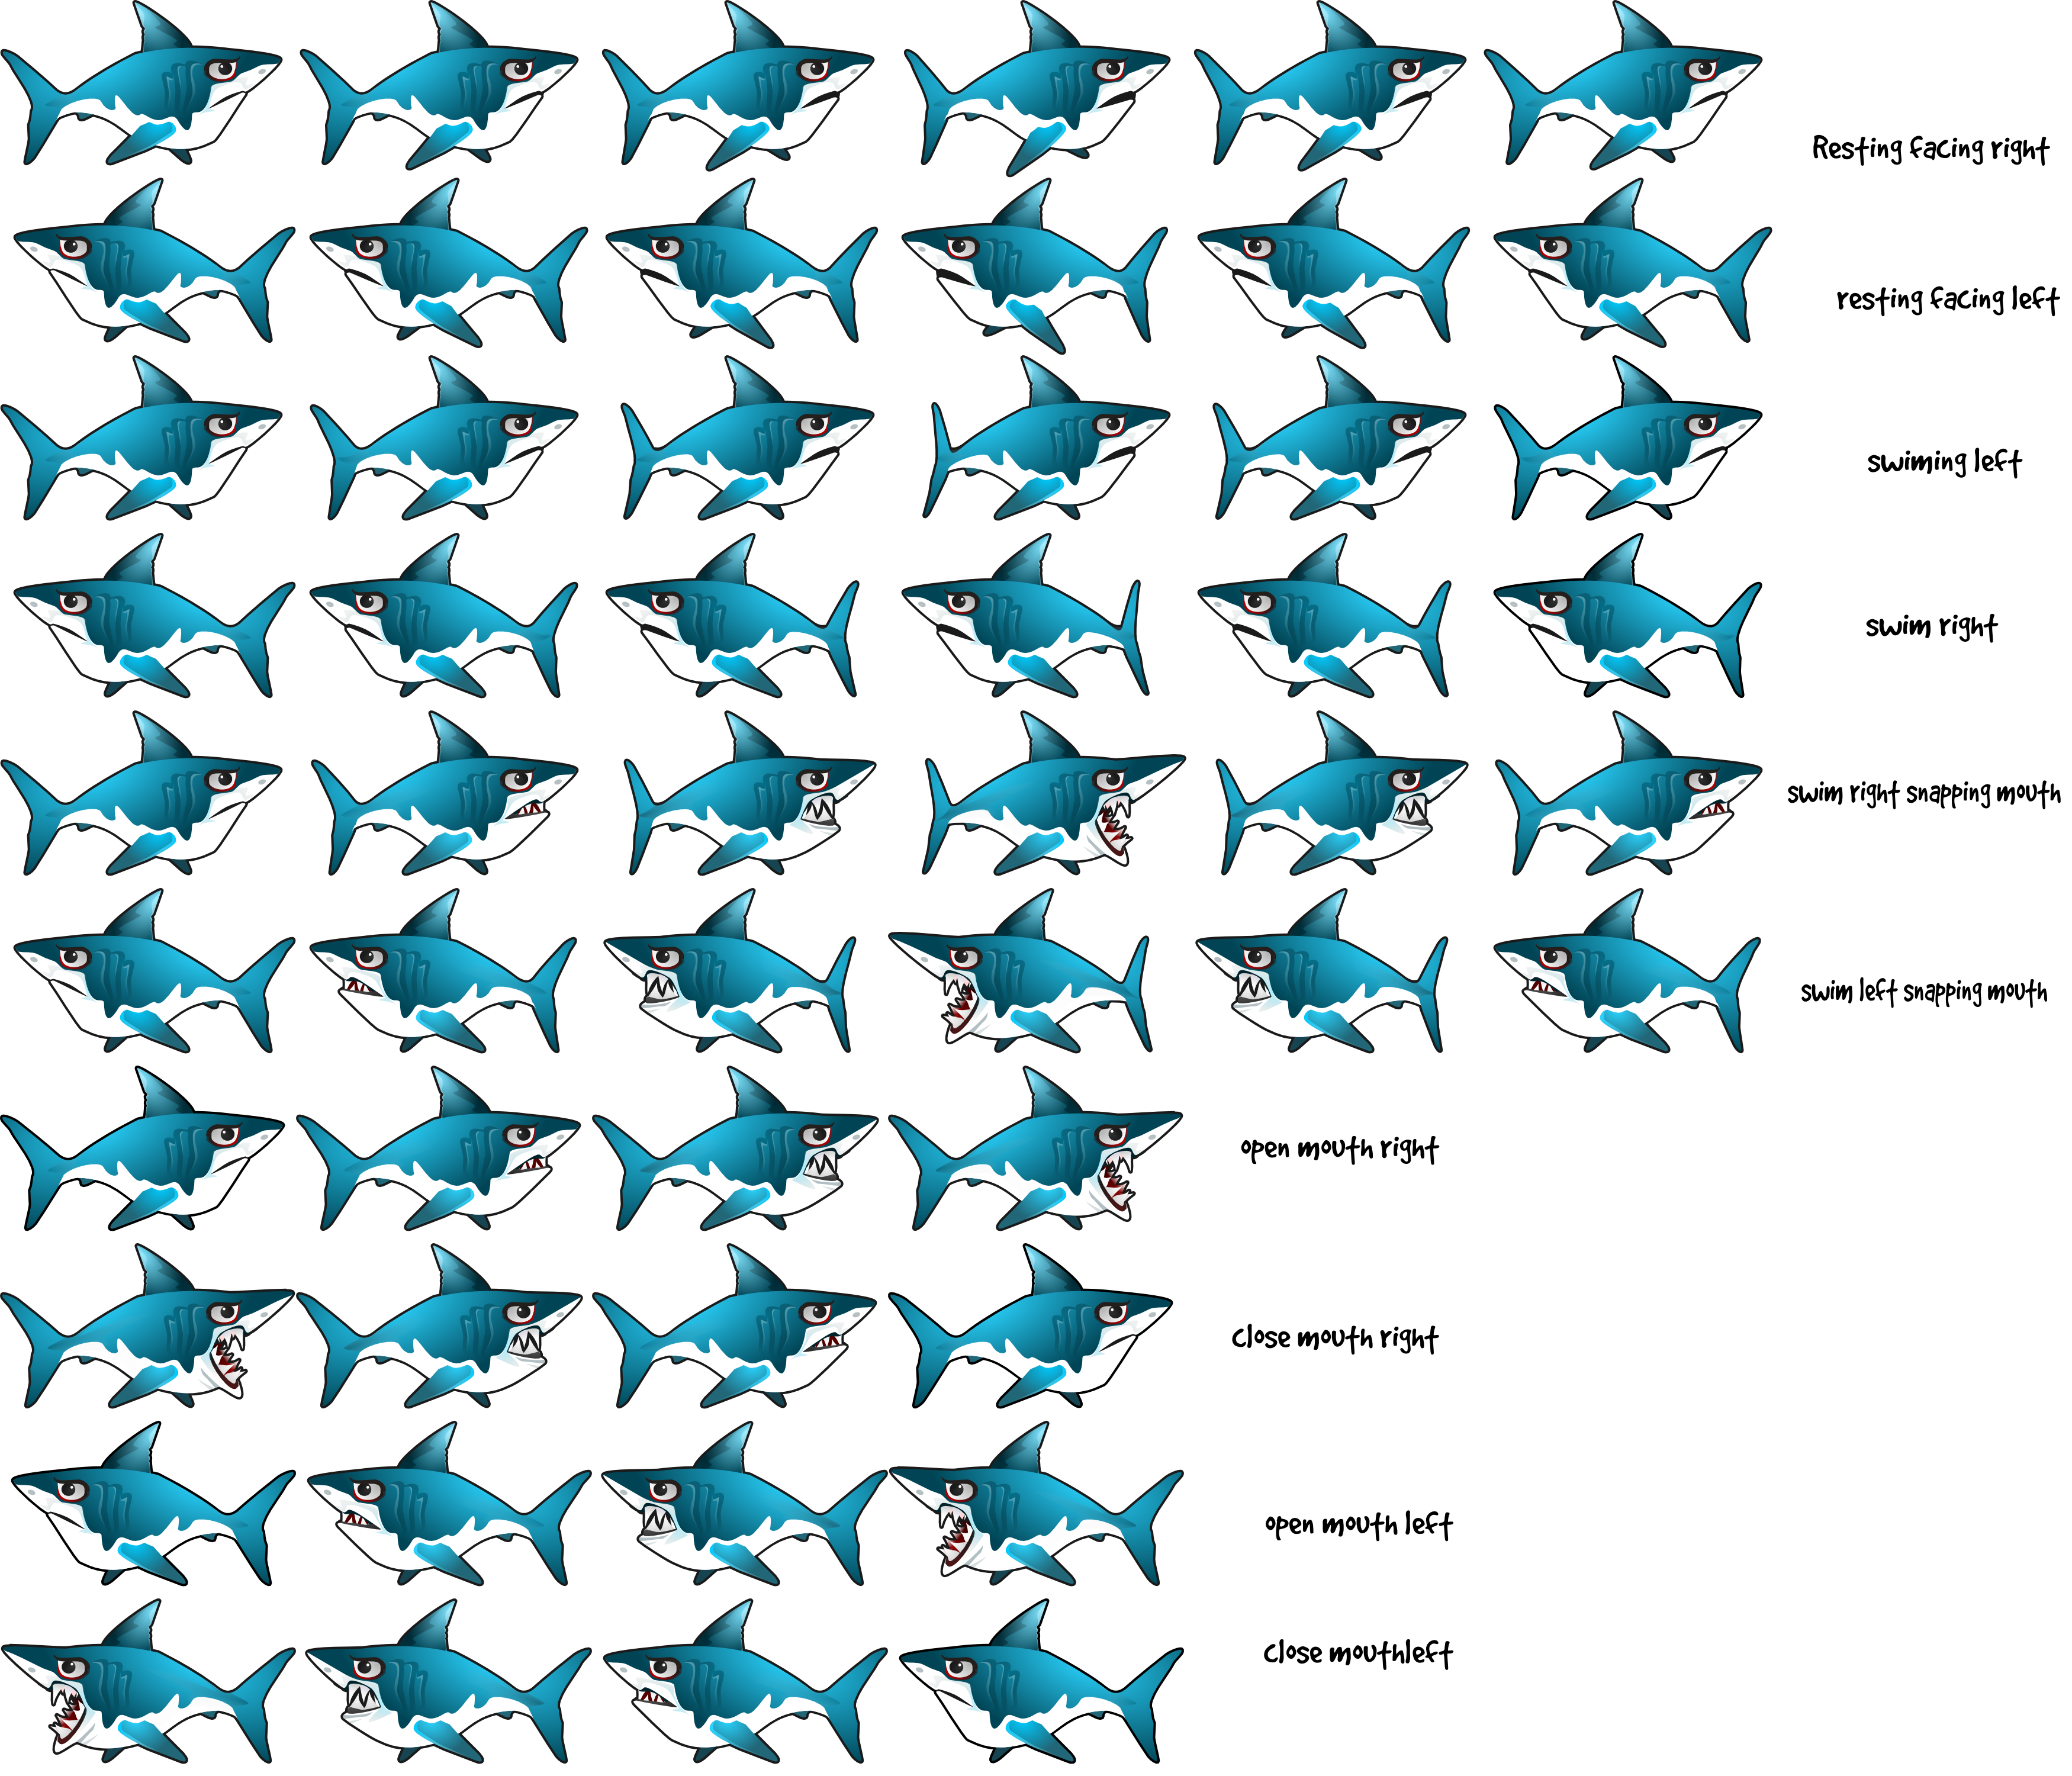 Resting facing right
resting facing left
swiming left
swim right
swim right snapping mouth
swim left snapping mouth
open mouth right
close mouth right
open mouth left
close mouthleft